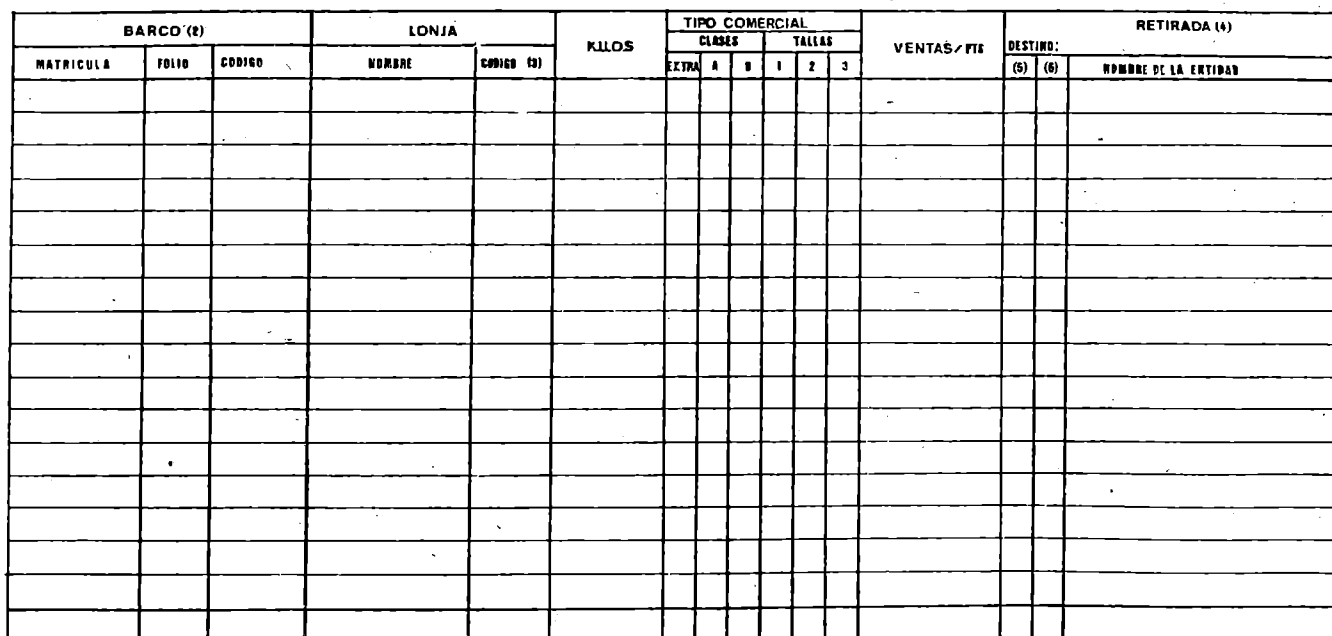 BARCO (2) LONJA KILOS TIPO COMERCIAL VENTAS/PTS RETIRADA (4)
CLASES TALLAS DESTINO:
MATRICULA FOLIO CODIGO NOMBRE CODIGO (3) EXTRA A B 1 2 3 (5) (6) NOMBRE DE LA ENTIDAD